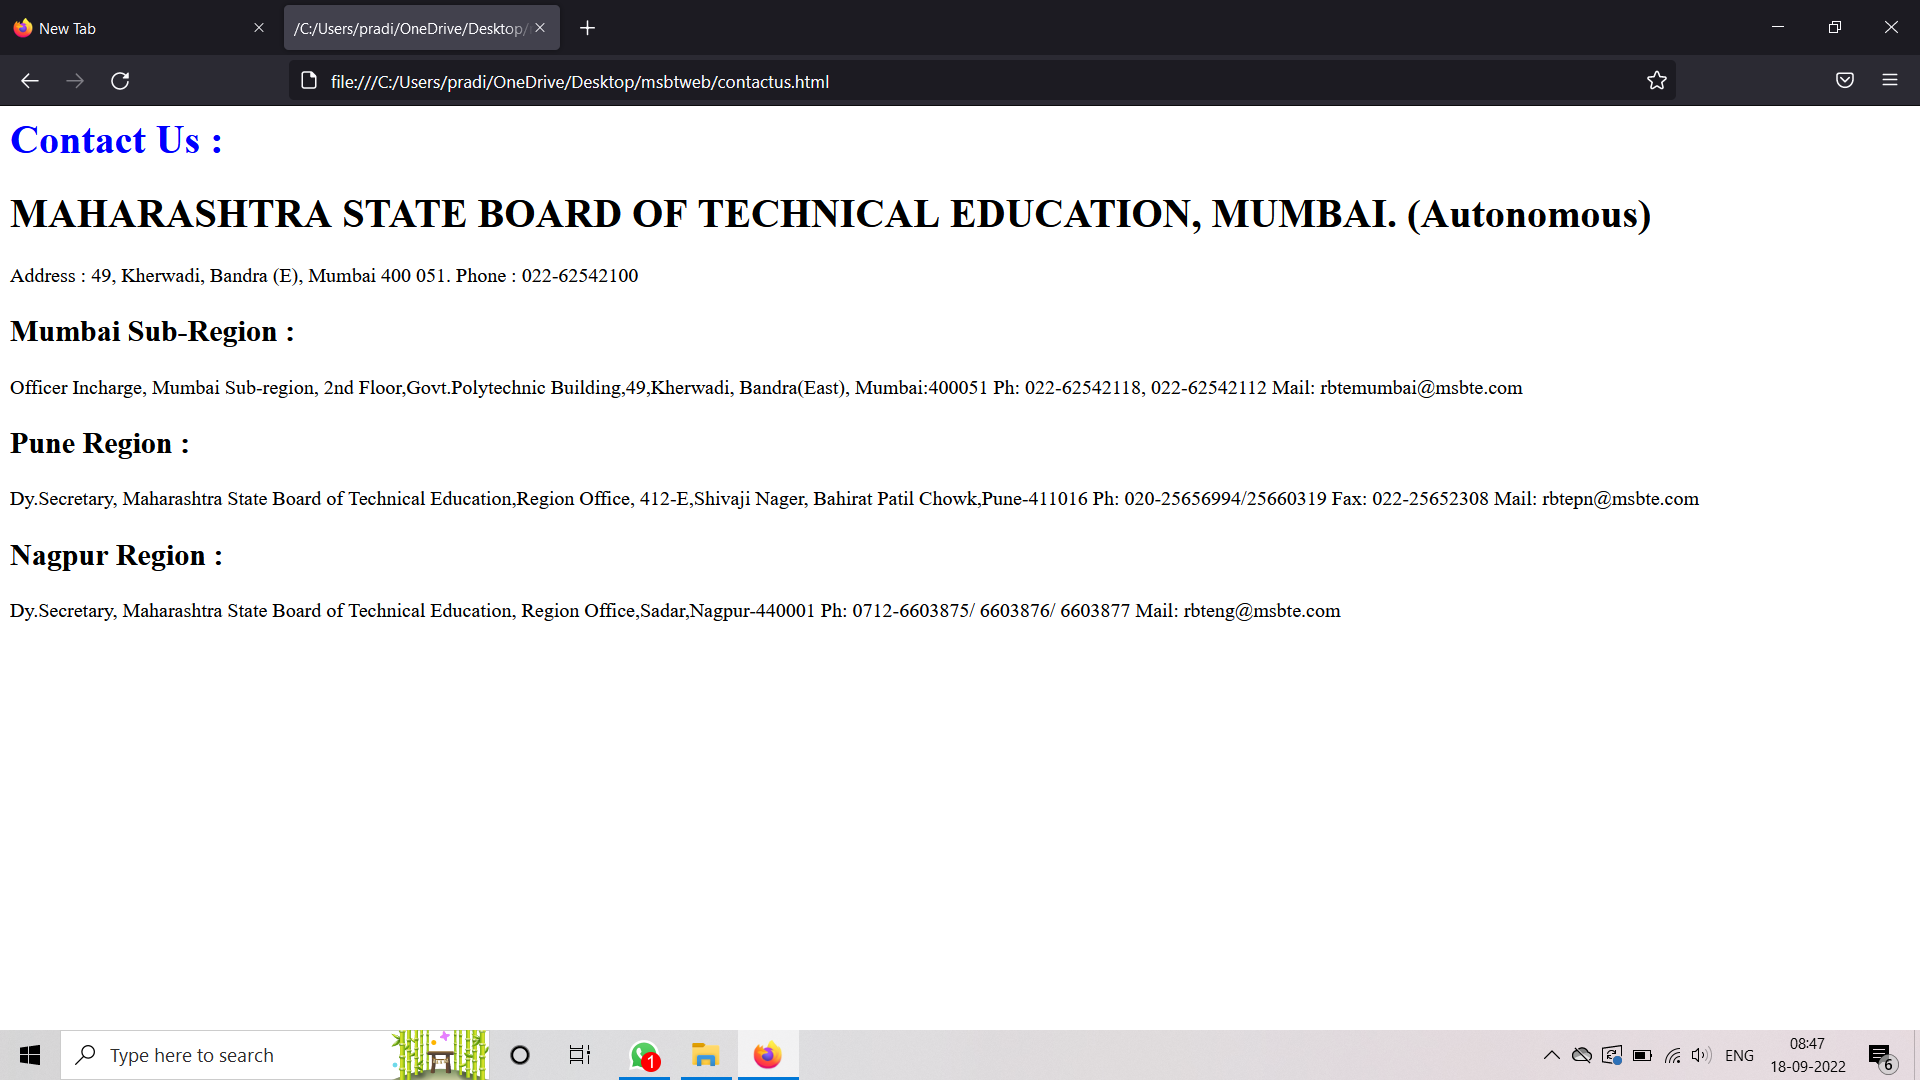 New Tab
/C:/Users/pradi/OneDrive/Desktop/
file:///C:/Users/pradi/OneDrive/Desktop/msbtweb/contactus.html
Contact Us :
MAHARASHTRA STATE BOARD OF TECHNICAL EDUCATION, MUMBAI. (Autonomous)
Address : 49, Kherwadi, Bandra (E), Mumbai 400 051. Phone : 022-62542100
Mumbai Sub-Region :
Officer Incharge, Mumbai Sub-region, 2nd Floor,Govt.Polytechnic Building,49,Kherwadi, Bandra(East), Mumbai:400051 Ph: 022-62542118, 022-62542112 Mail: rbtemumbai@msbte.com
Pune Region :
Dy.Secretary, Maharashtra State Board of Technical Education,Region Office, 412-E,Shivaji Nager, Bahirat Patil Chowk,Pune-411016 Ph: 020-25656994/25660319 Fax: 022-25652308 Mail: rbtepn@msbte.com
Nagpur Region :
Dy.Secretary, Maharashtra State Board of Technical Education, Region Office,Sadar,Nagpur-440001 Ph: 0712-6603875/ 6603876/ 6603877 Mail: rbteng@msbte.com
Type here to search
1
ENG
08:47
18-09-2022
6